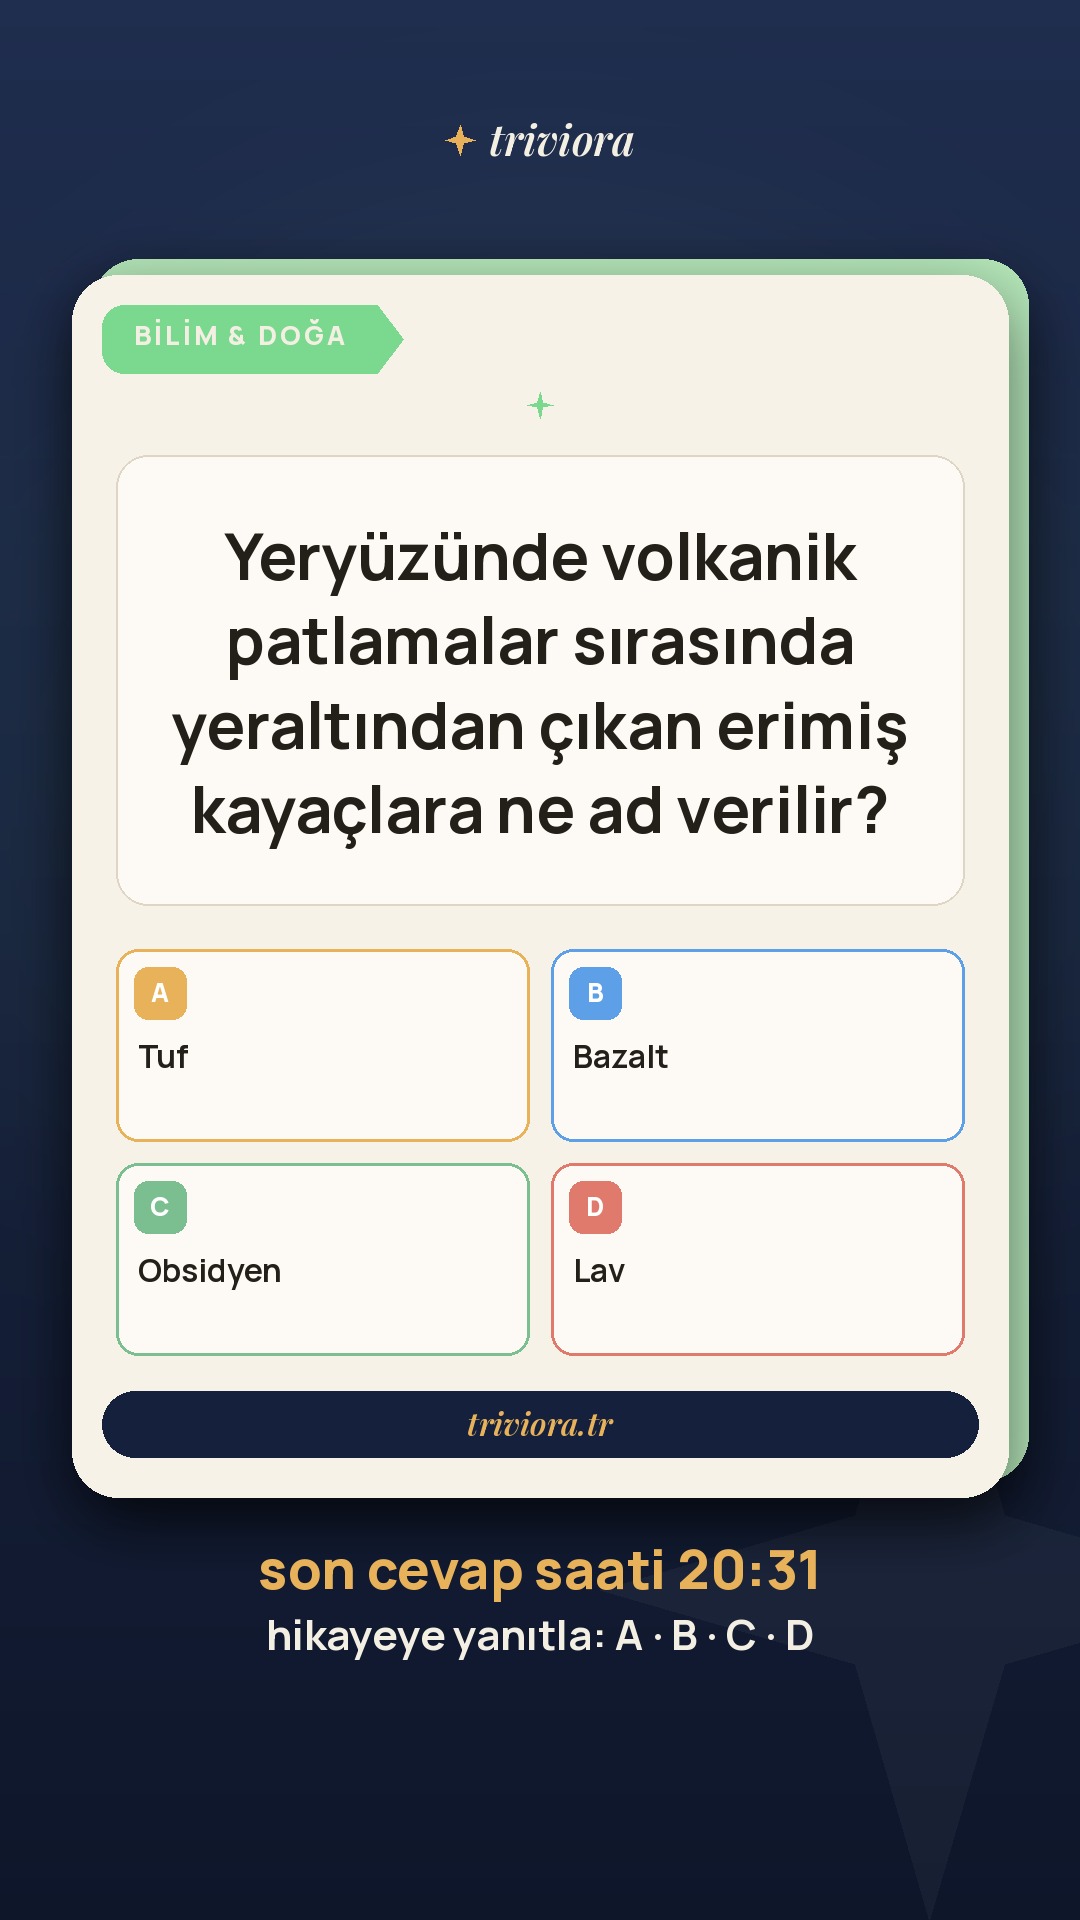 triviora
BİLİM & DOĞA
Yeryüzünde volkanik
patlamalar sırasında
yeraltından çıkan erimiş
kayaçlara ne ad verilir?
A
Tuf
B
Bazalt
C
Obsidyen
D
Lav
triviora.tr
son cevap saati 20:31
hikayeye yanıtla: A · B · C · D